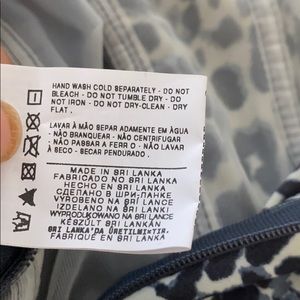 HAND WASH COLD SEPARATELY - DO NOT
BLEACH - DO NOT TUMBLE DRY - DO
NOT IRON - DO NOT DRY-CLEAN - DRY
FLAT.
LAVAR À MÃO SEPARADAMENTE EM ÁGUA
- NÃO BRANQUEAR - NÃO CENTRIFUGAR
- NÃO PASSAR A FERRO - NÃO LAVAR
À SECO - SECAR PENDURADO .
MADE IN SRI LANKA
FABRICADO NO SRI LANKA
HECHO EN SRI LANKA
СДЕЛАНО В ШРИ-ЛАНКЕ
VYROBENO NA SRÍ LANCE
IZDELANO NA ŠRI LANKI
WYPRODUKOWANO NA SRI LANCE
KÉSZÜLT SRI LANKÁN
SRI LANKA'DA ÜRETILMIŞTIR.
FABRIQUÉ EN SRI LANKA